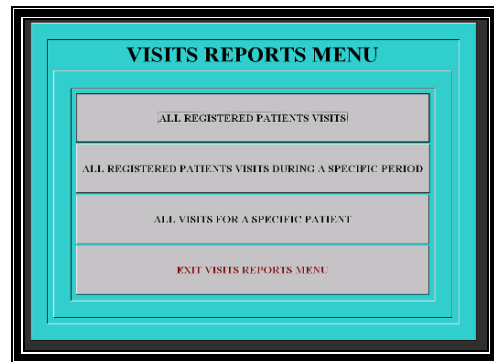 VISITS REPORTS MENU
ALL REGISTERED PATIENTS VISITS
ALL REGISTERED PATIENTS VISITS DURING A SPECIFIC PERIOD
ALL VISITS FOR A SPECIFIC PATIENT
EXIT VISITS REPORTS MENU